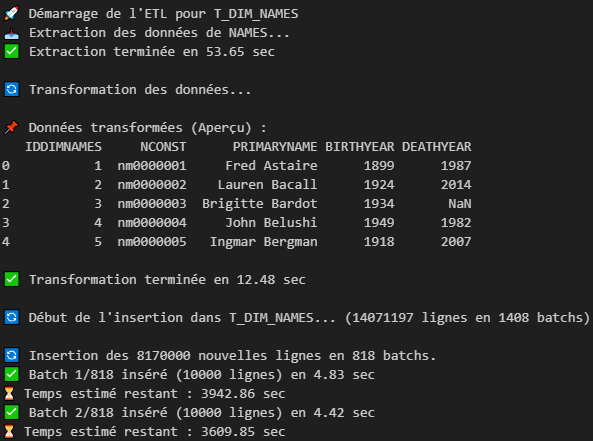 🚀 Démarrage de l'ETL pour T_DIM_NAMES
📥 Extraction des données de NAMES...
✅ Extraction terminée en 53.65 sec
🔄 Transformation des données...
📌 Données transformées (Aperçu) :
IDDIMNAMES NCONST PRIMARYNAME BIRTHYEAR DEATHYEAR
0 1 nm0000001 Fred Astaire 1899 1987
1 2 nm0000002 Lauren Bacall 1924 2014
2 3 nm0000003 Brigitte Bardot 1934 NaN
3 4 nm0000004 John Belushi 1949 1982
4 5 nm0000005 Ingmar Bergman 1918 2007
✅ Transformation terminée en 12.48 sec
🔄 Début de l'insertion dans T_DIM_NAMES... (14071197 lignes en 1408 batchs)
🔄 Insertion des 8170000 nouvelles lignes en 818 batchs.
✅ Batch 1/818 inséré (10000 lignes) en 4.83 sec
⏳ Temps estimé restant : 3942.86 sec
✅ Batch 2/818 inséré (10000 lignes) en 4.42 sec
⏳ Temps estimé restant : 3609.85 sec